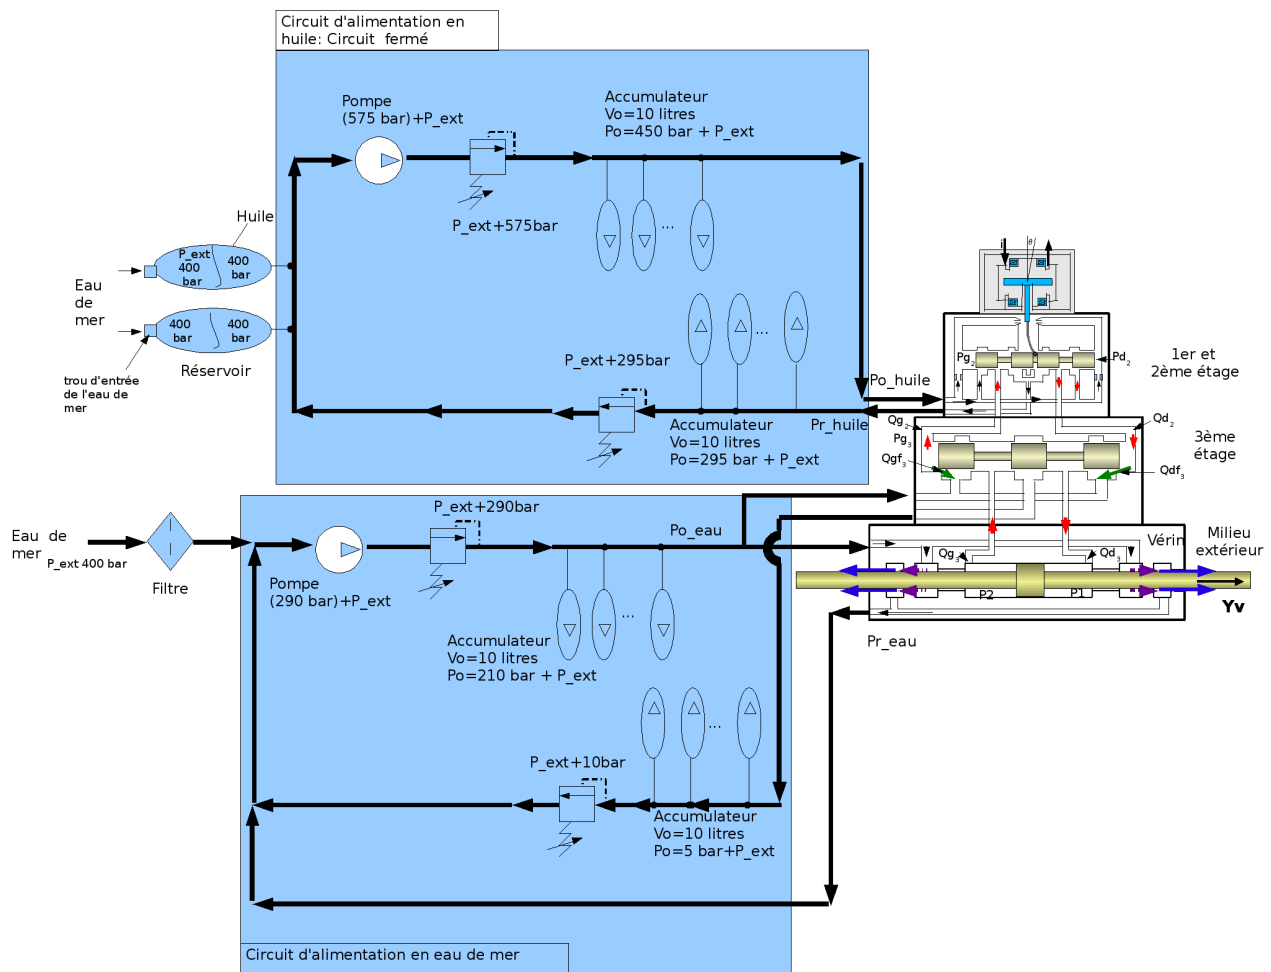 Circuit d'alimentation en
huile: Circuit fermé
Pompe
(575 bar)+P_ext
Accumulateur
Vo=10 litres
Po=450 bar + P_ext
P_ext+575bar
...
Huile
P_ext
400
bar
400
bar
Eau
de
mer
400
bar
400
bar
Réservoir
trou d'entrée
de l'eau de
mer
...
P_ext+295bar
Accumulateur
Vo=10 litres
Po=295 bar + P_ext
Po_huile
Pr_huile
i
θ
Pg2
Pd2
1er et
2ème étage
Qg2
Qd2
Pg3
Qgf3
Qdf3
3ème
étage
Eau de
mer
P_ext 400 bar
Filtre
Pompe
(290 bar)+P_ext
P_ext+290bar
Po_eau
Accumulateur
Vo=10 litres
Po=210 bar + P_ext
...
...
P_ext+10bar
Accumulateur
Vo=10 litres
Po=5 bar+P_ext
Vérin
Milieu
extérieur
Qg3
Qd3
P2
P1
Yv
Pr_eau
Circuit d'alimentation en eau de mer